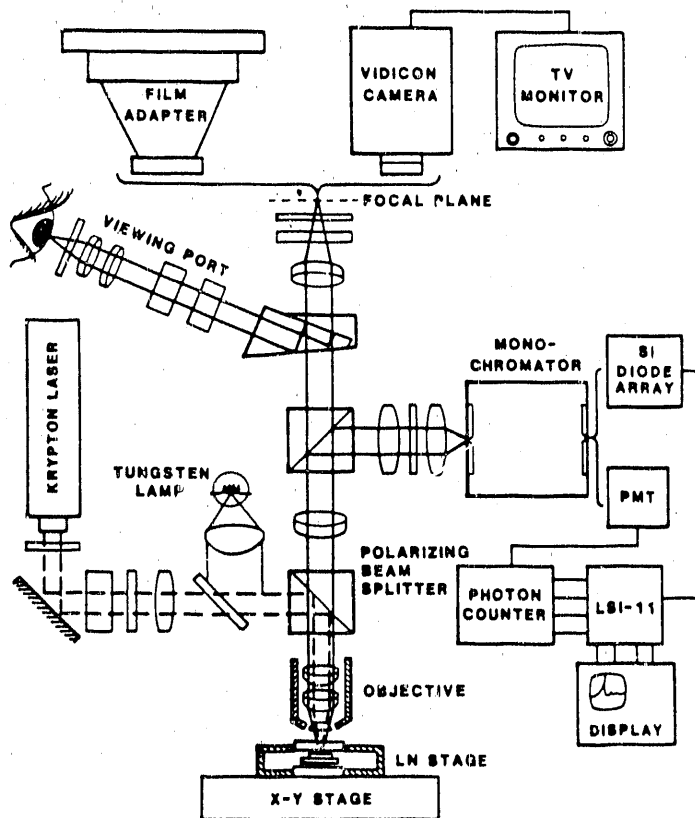 FILM
ADAPTER
VIDICON
CAMERA
TV
MONITOR
FOCAL PLANE
VIEWING PORT
KRYPTON LASER
MONO-
CHROMATOR
SI
DIODE
ARRAY
TUNGSTEN
LAMP
PMT
POLARIZING
BEAM
SPLITTER
PHOTON
COUNTER
LSI-11
OBJECTIVE
DISPLAY
LN STAGE
X-Y STAGE